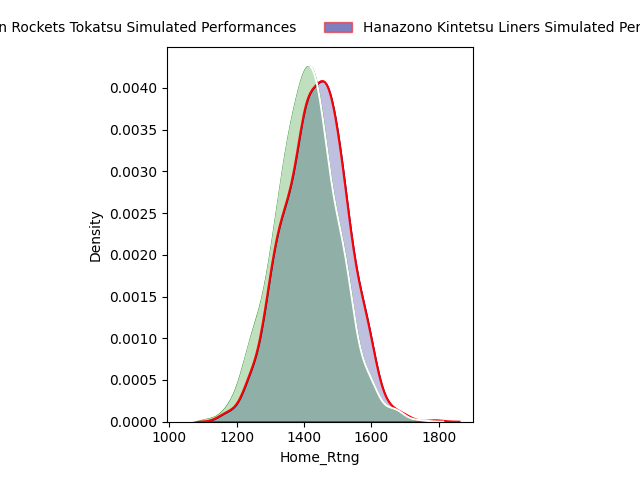 n Rockets Tokatsu Simulated Performances
Hanazono Kintetsu Liners Simulated Per
0.0040
0.0035
0.0030
0.0025
0.0020
0.0015
0.0010
0.0005
0.0000
Density
1000 1200 1400 1600 1800
Home_Rtng